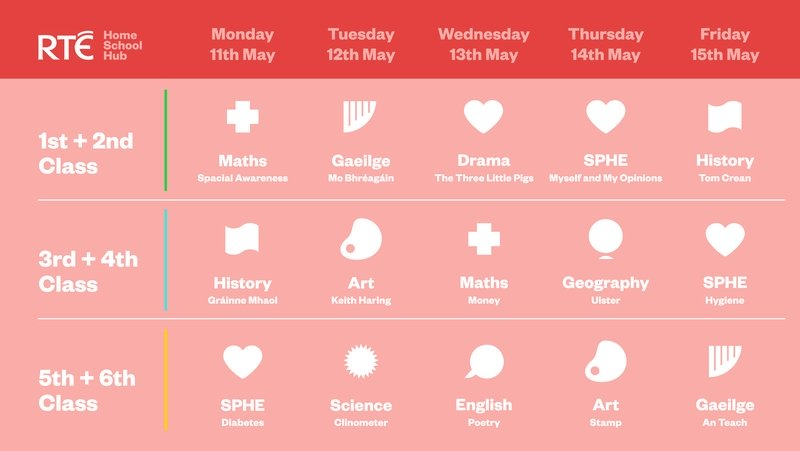 RTÉ Home School Hub
Monday 11th May
Tuesday 12th May
Wednesday 13th May
Thursday 14th May
Friday 15th May
1st + 2nd Class
Maths
Spacial Awareness
Gaeilge
Mo Bhréagáin
Drama
The Three Little Pigs
SPHE
Myself and My Opinions
History
Tom Crean
3rd + 4th Class
History
Gráinne Mhaol
Art
Keith Haring
Maths
Money
Geography
Ulster
SPHE
Hygiene
5th + 6th Class
SPHE
Diabetes
Science
Clinometer
English
Poetry
Art
Stamp
Gaeilge
An Teach